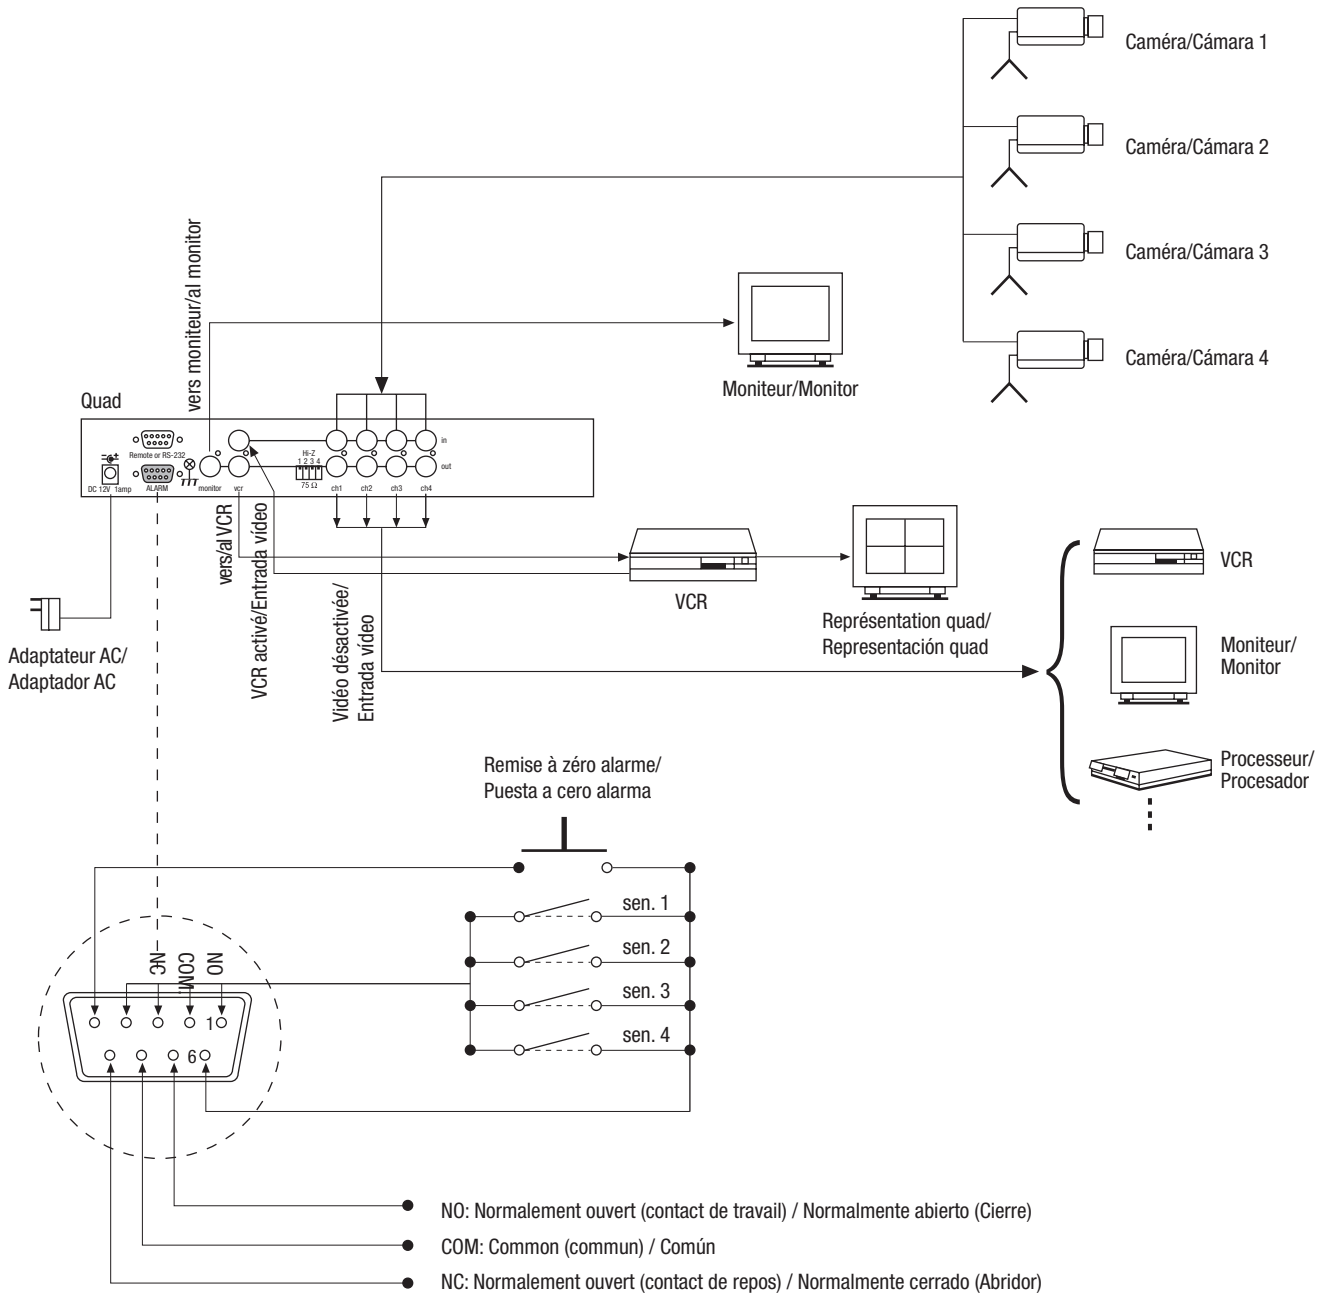 Caméra/Cámara 1
Caméra/Cámara 2
Caméra/Cámara 3
Caméra/Cámara 4
vers moniteur/al monitor
Moniteur/Monitor
Quad
Remote or RS-232
DC 12V 1amp
ALARM
monitor
vcr
Hi-Z
1 2 3 4
75 Ω
ch1
ch2
ch3
ch4
in
out
vers/al VCR
VCR activé/Entrada vídeo
Vidéo désactivée/
Entrada vídeo
VCR
Représentation quad/
Representación quad
VCR
Moniteur/
Monitor
Processeur/
Procesador
Adaptateur AC/
Adaptador AC
Remise à zéro alarme/
Puesta a cero alarma
sen. 1
sen. 2
sen. 3
sen. 4
NC
COM.
NO
1
6
NO: Normalement ouvert (contact de travail) / Normalmente abierto (Cierre)
COM: Common (commun) / Común
NC: Normalement ouvert (contact de repos) / Normalmente cerrado (Abridor)